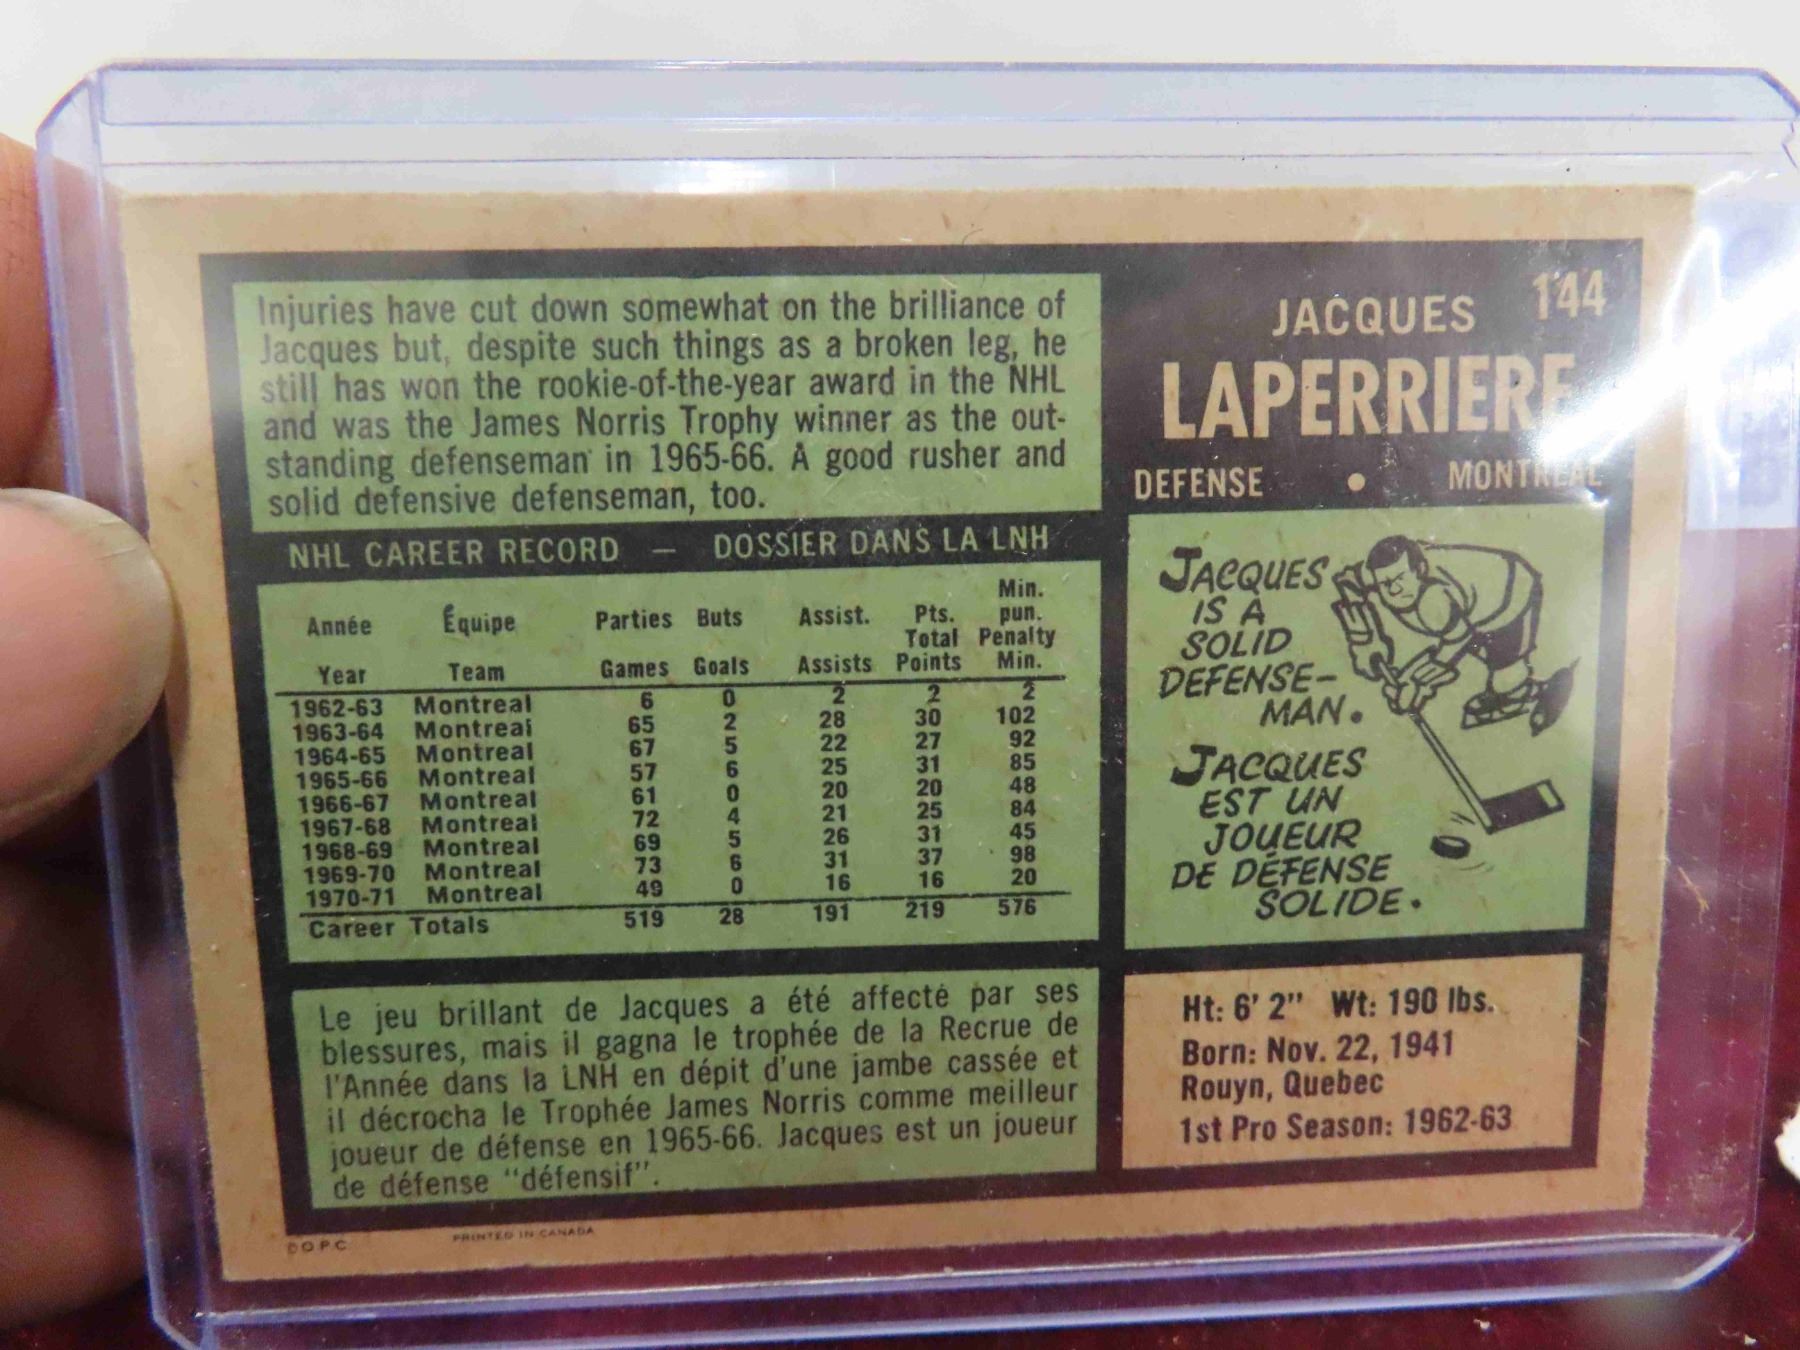 Injuries have cut down somewhat on the brilliance of
Jacques but, despite such things as a broken leg, he
still has won the rookie-of-the-year award in the NHL
and was the James Norris Trophy winner as the out-
standing defenseman in 1965-66. A good rusher and
solid defensive defenseman, too.
JACQUES 144
LAPERRIERE
DEFENSE • MONTREAL
NHL CAREER RECORD — DOSSIER DANS LA LNH
Année Équipe Parties Buts Assist. Pts. Total Min. pun. Penalty
Year Team Games Goals Assists Points Min.
1962-63 Montreal 6 0 2 2 2
1963-64 Montreal 65 2 28 30 102
1964-65 Montreal 67 5 22 27 92
1965-66 Montreal 57 6 25 31 85
1966-67 Montreal 61 0 20 20 48
1967-68 Montreal 72 4 21 25 84
1968-69 Montreal 69 5 26 31 45
1969-70 Montreal 73 6 31 37 98
1970-71 Montreal 49 0 16 16 20
Career Totals 519 28 191 219 576
JACQUES
IS A
SOLID
DEFENSE-
MAN.
JACQUES
EST UN
JOUEUR
DE DÉFENSE
SOLIDE.
Le jeu brillant de Jacques a été affecté par ses
blessures, mais il gagna le trophée de la Recrue de
l'Année dans la LNH en dépit d'une jambe cassée et
il décrocha le Trophée James Norris comme meilleur
joueur de défense en 1965-66. Jacques est un joueur
de défense "défensif".
Ht: 6' 2" Wt: 190 lbs.
Born: Nov. 22, 1941
Rouyn, Quebec
1st Pro Season: 1962-63
©O.P.C. PRINTED IN CANADA